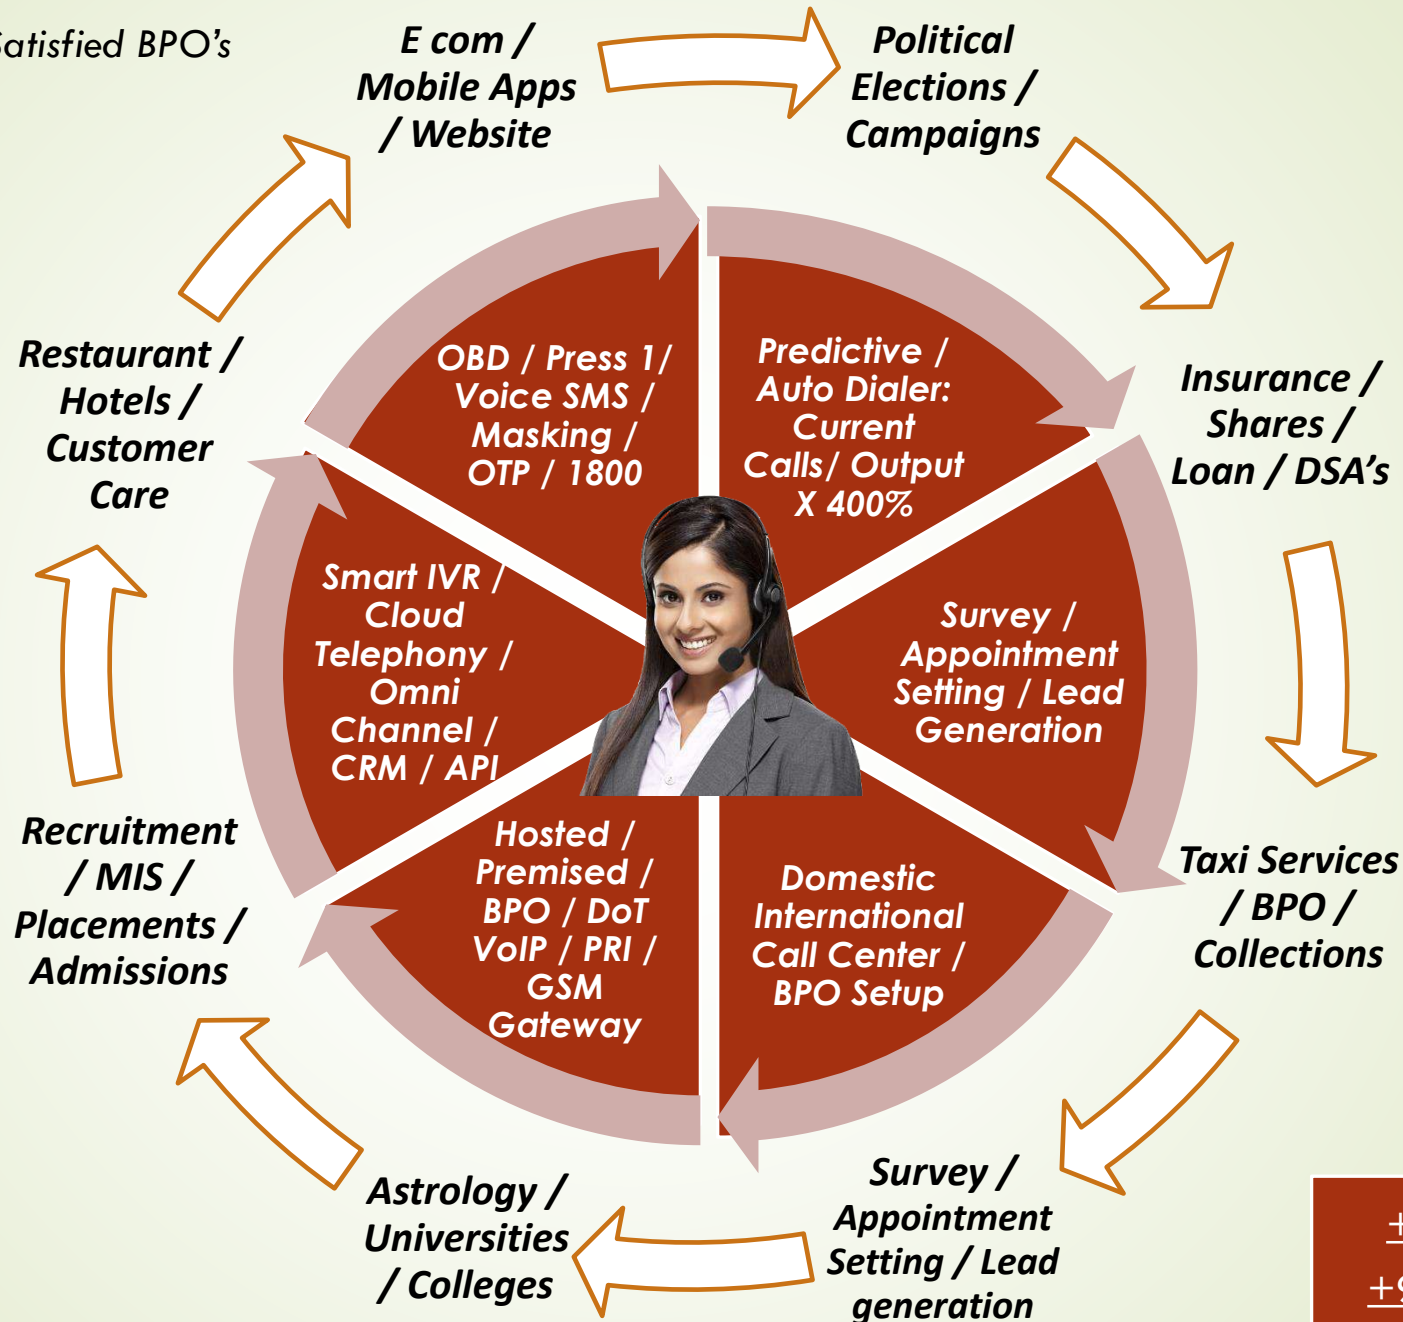 Satisfied BPO's
E com /
Mobile Apps
/ Website
Political
Elections /
Campaigns
Insurance /
Shares /
Loan / DSA's
Taxi Services
/ BPO /
Collections
Survey /
Appointment
Setting / Lead
generation
Astrology /
Universities
/ Colleges
Recruitment
/ MIS /
Placements /
Admissions
Restaurant /
Hotels /
Customer
Care
OBD / Press 1/
Voice SMS /
Masking /
OTP / 1800
Predictive /
Auto Dialer:
Current
Calls/ Output
X 400%
Survey /
Appointment
Setting / Lead
Generation
Domestic
International
Call Center /
BPO Setup
Hosted /
Premised /
BPO / DoT
VoIP / PRI /
GSM
Gateway
Smart IVR /
Cloud
Telephony /
Omni
Channel /
CRM / API